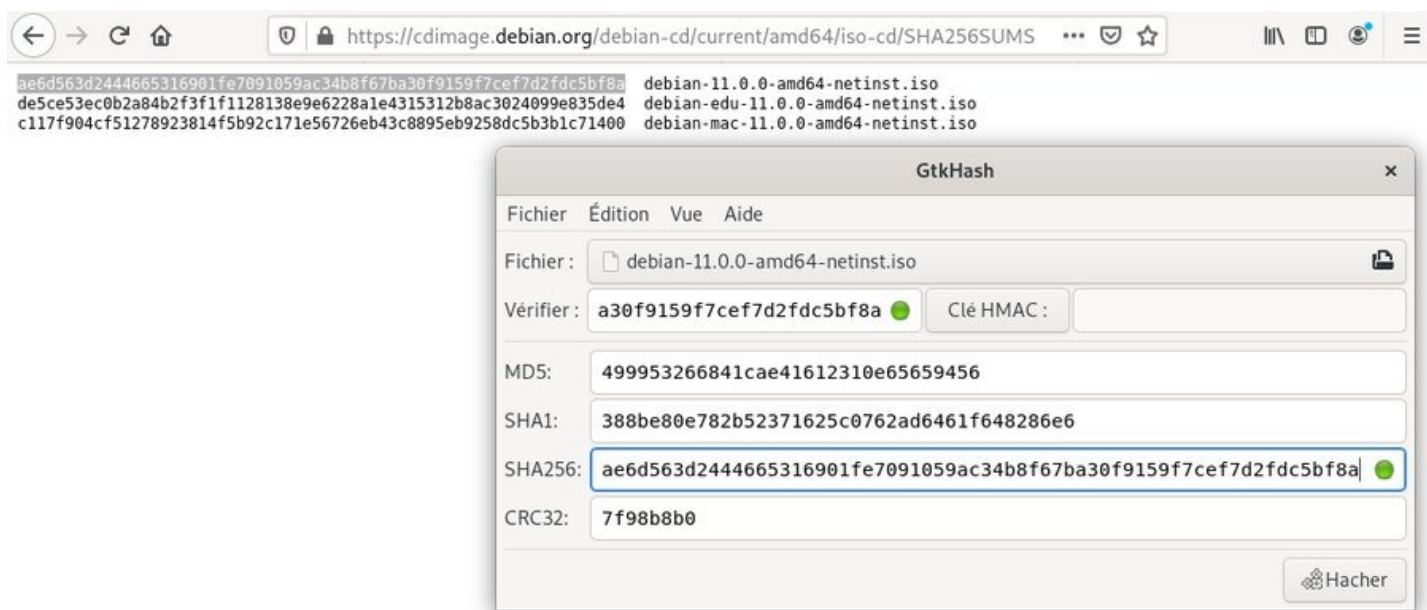 https://cdimage.debian.org/debian-cd/current/amd64/iso-cd/SHA256SUMS
ae6d563d2444665316901fe7091059ac34b8f67ba30f9159f7cef7d2fdc5bf8a debian-11.0.0-amd64-netinst.iso
de5ce53ec0b2a84b2f3f1f1128138e9e6228a1e4315312b8ac3024099e835de4 debian-edu-11.0.0-amd64-netinst.iso
c117f904cf51278923814f5b92c171e56726eb43c8895eb9258dc5b3b1c71400 debian-mac-11.0.0-amd64-netinst.iso
GtkHash
Fichier Édition Vue Aide
Fichier : debian-11.0.0-amd64-netinst.iso
Vérifier : a30f9159f7cef7d2fdc5bf8a Clé HMAC :
MD5: 499953266841cae41612310e65659456
SHA1: 388be80e782b52371625c0762ad6461f648286e6
SHA256: ae6d563d2444665316901fe7091059ac34b8f67ba30f9159f7cef7d2fdc5bf8a
CRC32: 7f98b8b0
Hacher